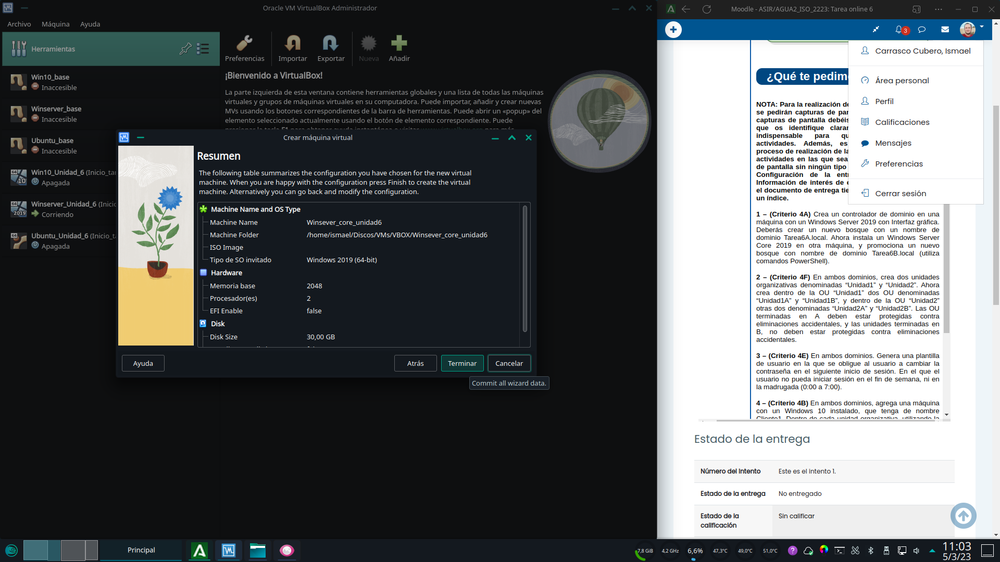 Oracle VM VirtualBox Administrador
Archivo Máquina Ayuda
Herramientas
Preferencias
Importar
Exportar
Nueva
Añadir
Win10_base
Inaccesible
Winserver_base
Inaccesible
Ubuntu_base
Inaccesible
Win10_Unidad_6 (Inicio_tar
Apagada
Winserver_Unidad_6 (Inicio
Corriendo
Ubuntu_Unidad_6 (Inicio_ta
Apagada
¡Bienvenido a VirtualBox!
La parte izquierda de esta ventana contiene herramientas globales y una lista de todas las máquinas
virtuales y grupos de máquinas virtuales en su computadora. Puede importar, añadir y crear nuevas
MVs usando los botones correspondientes de la barra de herramientas. Puede abrir un «popup» del
elemento seleccionado actualmente usando el botón de elemento correspondiente. Puede
Crear máquina virtual
Resumen
The following table summarizes the configuration you have chosen for the new virtual
machine. When you are happy with the configuration press Finish to create the virtual
machine. Alternatively you can go back and modify the configuration.
Machine Name and OS Type
Machine Name Winsever_core_unidad6
Machine Folder /home/ismael/Discos/VMs/VBOX/Winsever_core_unidad6
ISO Image
Tipo de SO invitado Windows 2019 (64-bit)
Hardware
Memoria base 2048
Procesador(es) 2
EFI Enable false
Disk
Disk Size 30,00 GB
Ayuda
Atrás
Terminar
Cancelar
Commit all wizard data.
Moodle - ASIR/AGUA2_ISO_2223: Tarea online 6
3
Carrasco Cubero, Ismael
Área personal
Perfil
Calificaciones
Mensajes
Preferencias
Cerrar sesión
¿Qué te pedim
NOTA: Para la realización de
se pedirán capturas de pan
capturas de pantalla debéis
que os identifique claran
indispensable para qu
actividades. Además, es
proceso de realización de la
actividades en las que sea
de pantalla sin ningún tipo
Configuración de la entr
Información de interés de e
el documento de entrega tie
un índice.
1 – (Criterio 4A) Crea un controlador de dominio en una
máquina con un Windows Server 2019 con Interfaz gráfica.
Deberás crear un nuevo bosque con un nombre de
dominio Tarea6A.local. Ahora instala un Windows Server
Core 2019 en otra máquina, y promociona un nuevo
bosque con nombre de dominio Tarea6B.local (utiliza
comandos PowerShell).
2 – (Criterio 4F) En ambos dominios, crea dos unidades
organizativas denominadas “Unidad1” y “Unidad2”. Ahora
crea dentro de la OU “Unidad1” dos OU denominadas
“Unidad1A” y “Unidad1B”, y dentro de la OU “Unidad2”
otras dos denominadas “Unidad2A” y “Unidad2B”. Las OU
terminadas en A deben estar protegidas contra
eliminaciones accidentales, y las unidades terminadas en
B, no deben estar protegidas contra eliminaciones
accidentales.
3 – (Criterio 4E) En ambos dominios. Genera una plantilla
de usuario en la que se obligue al usuario a cambiar la
contraseña en el siguiente inicio de sesión. En el que el
usuario no pueda iniciar sesión en el fin de semana, ni en
la madrugada (0:00 a 7:00).
4 – (Criterio 4B) En ambos dominios, agrega una máquina
con un Windows 10 instalado, que tenga de nombre
Cliente1. Dentro de cada unidad organizativa, utilizando la
Estado de la entrega
Número del intento Este es el intento 1.
Estado de la entrega No entregado
Estado de la Sin calificar
calificación
Principal
7,8 GiB
4,2 GHz
6,6%
47,3°C
49,0°C
51,0°C
11:03
5/3/23